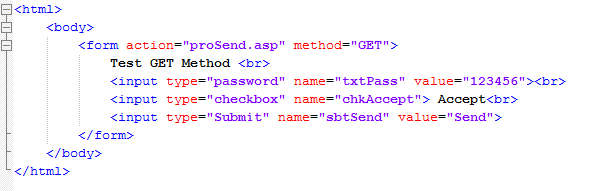 <html>
<body>
<form action="proSend.asp" method="GET">
Test GET Method <br>
<input type="password" name="txtPass" value="123456"><br>
<input type="checkbox" name="chkAccept"> Accept<br>
<input type="Submit" name="sbtSend" value="Send">
</form>
</body>
</html>